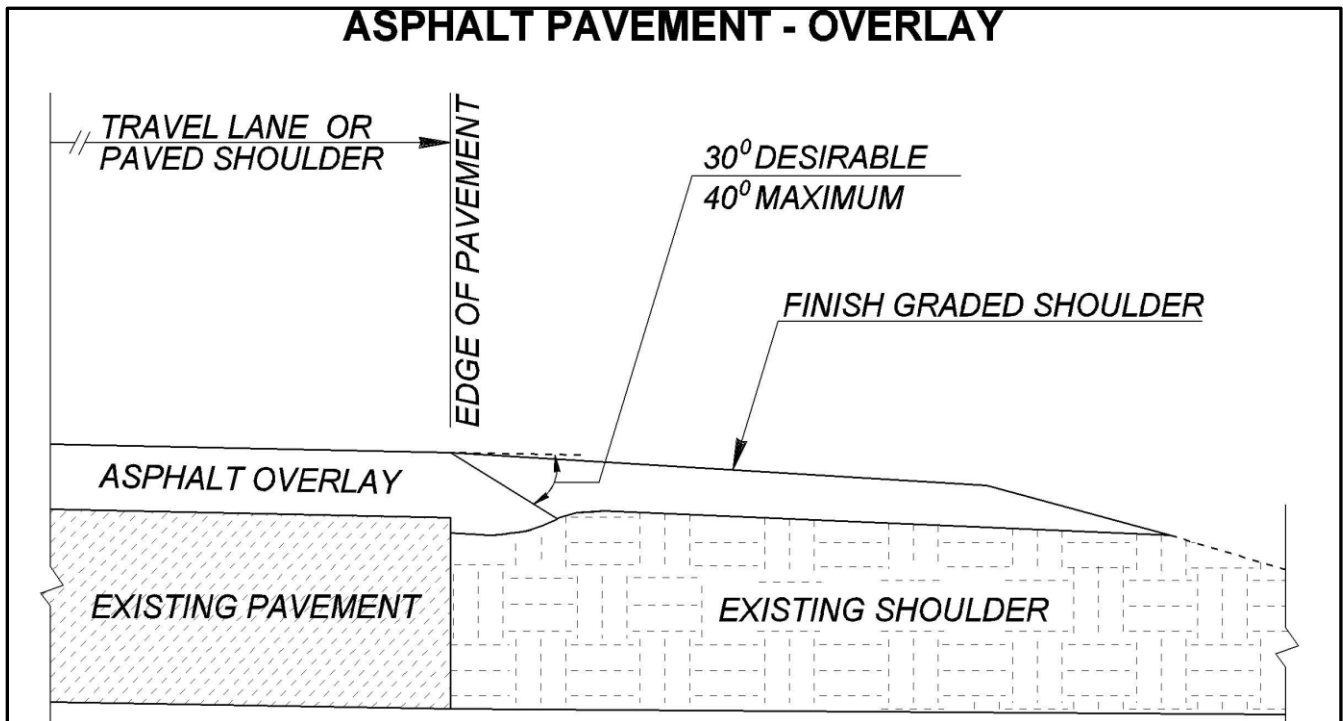 ASPHALT PAVEMENT - OVERLAY
TRAVEL LANE OR
PAVED SHOULDER
EDGE OF PAVEMENT
30⁰ DESIRABLE
40⁰ MAXIMUM
FINISH GRADED SHOULDER
ASPHALT OVERLAY
EXISTING PAVEMENT
EXISTING SHOULDER